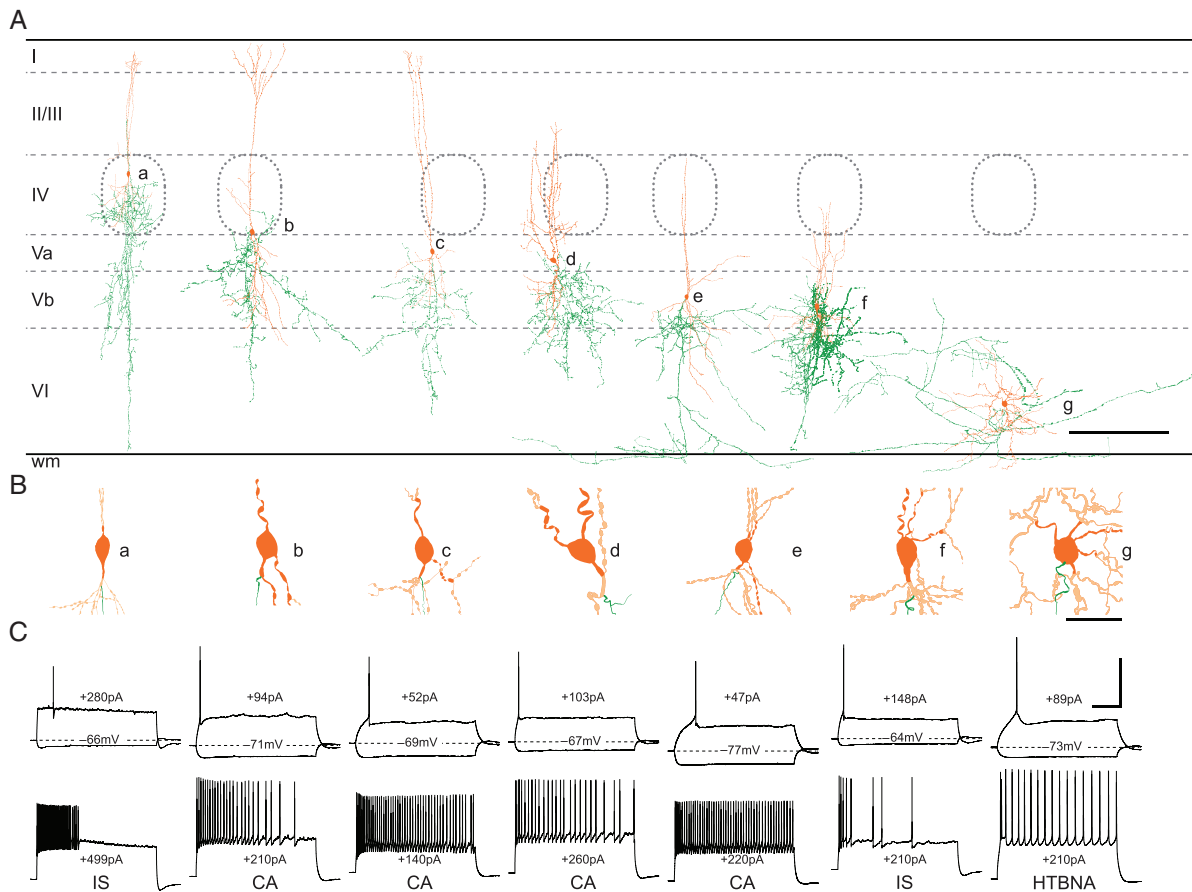 A
I
II/III
IV
Va
Vb
VI
wm
a
b
c
d
e
f
g
B
a
b
c
d
e
f
g
C
+280pA
+94pA
+52pA
+103pA
+47pA
+148pA
+89pA
–66mV
–71mV
–69mV
–67mV
–77mV
–64mV
–73mV
+499pA
+210pA
+140pA
+260pA
+220pA
+210pA
+210pA
IS
CA
CA
CA
CA
IS
HTBNA